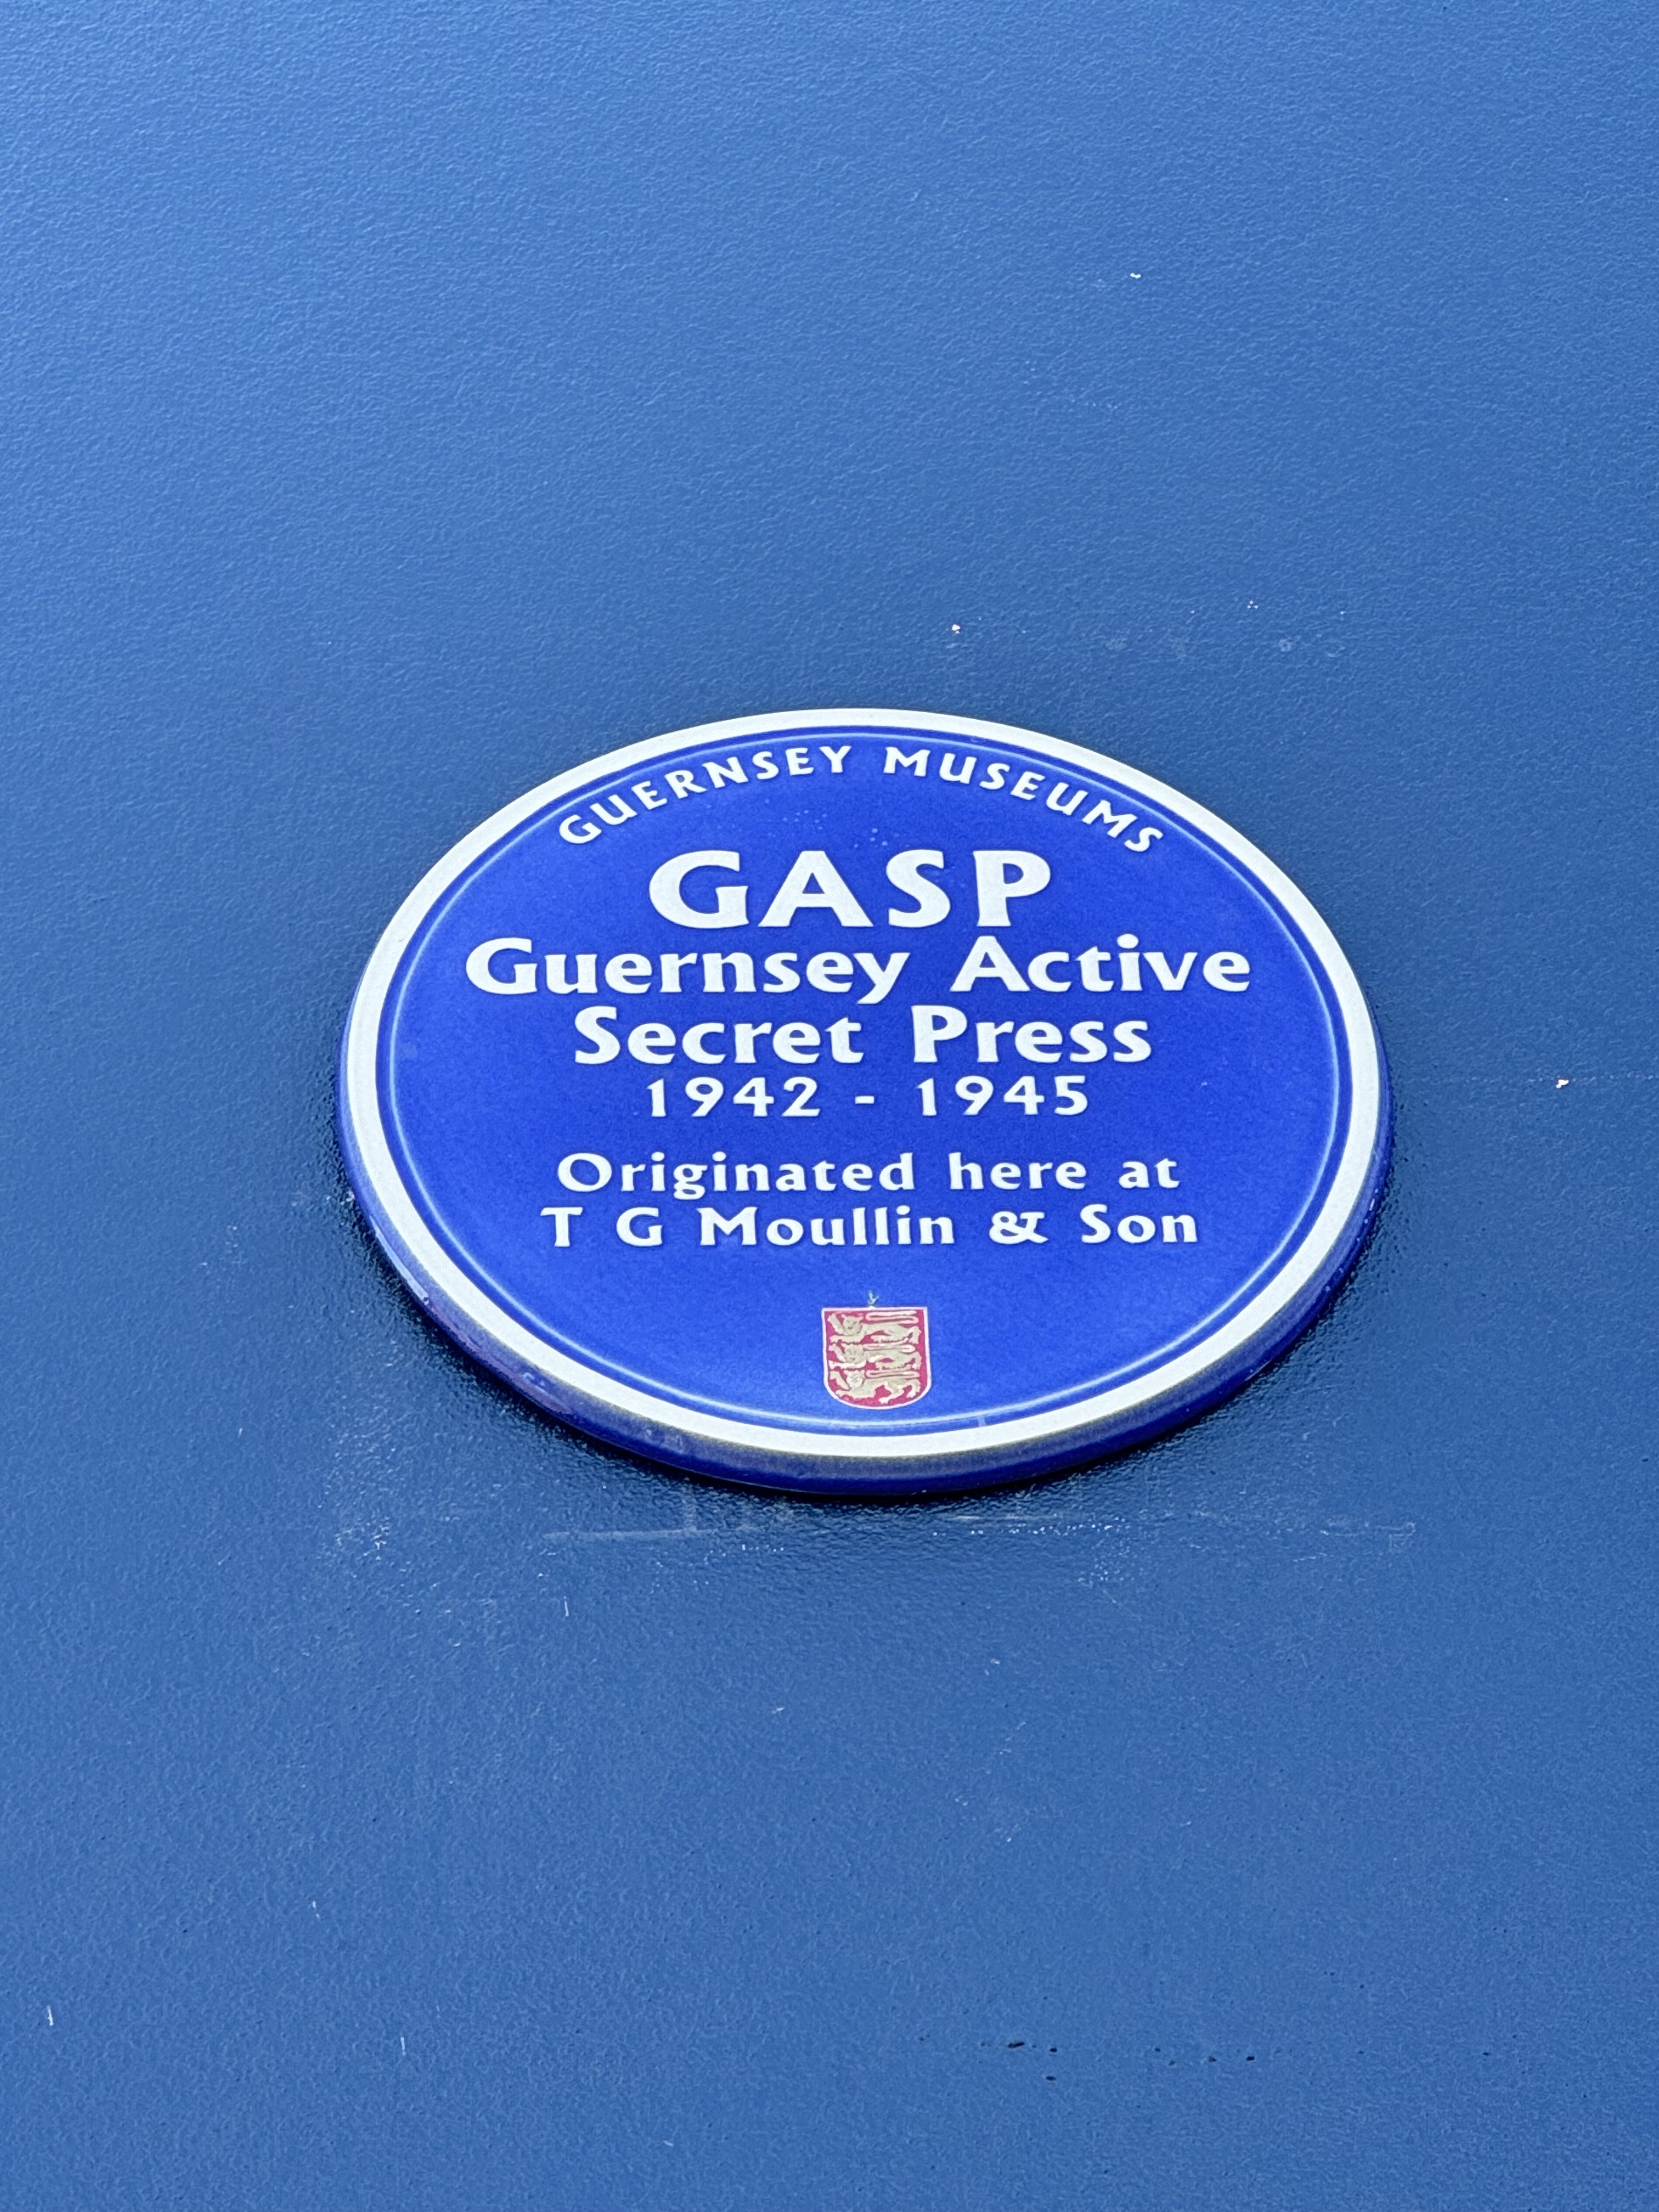 GUERNSEY MUSEUMS
GASP
Guernsey Active
Secret Press
1942 - 1945
Originated here at
T G Moullin & Son